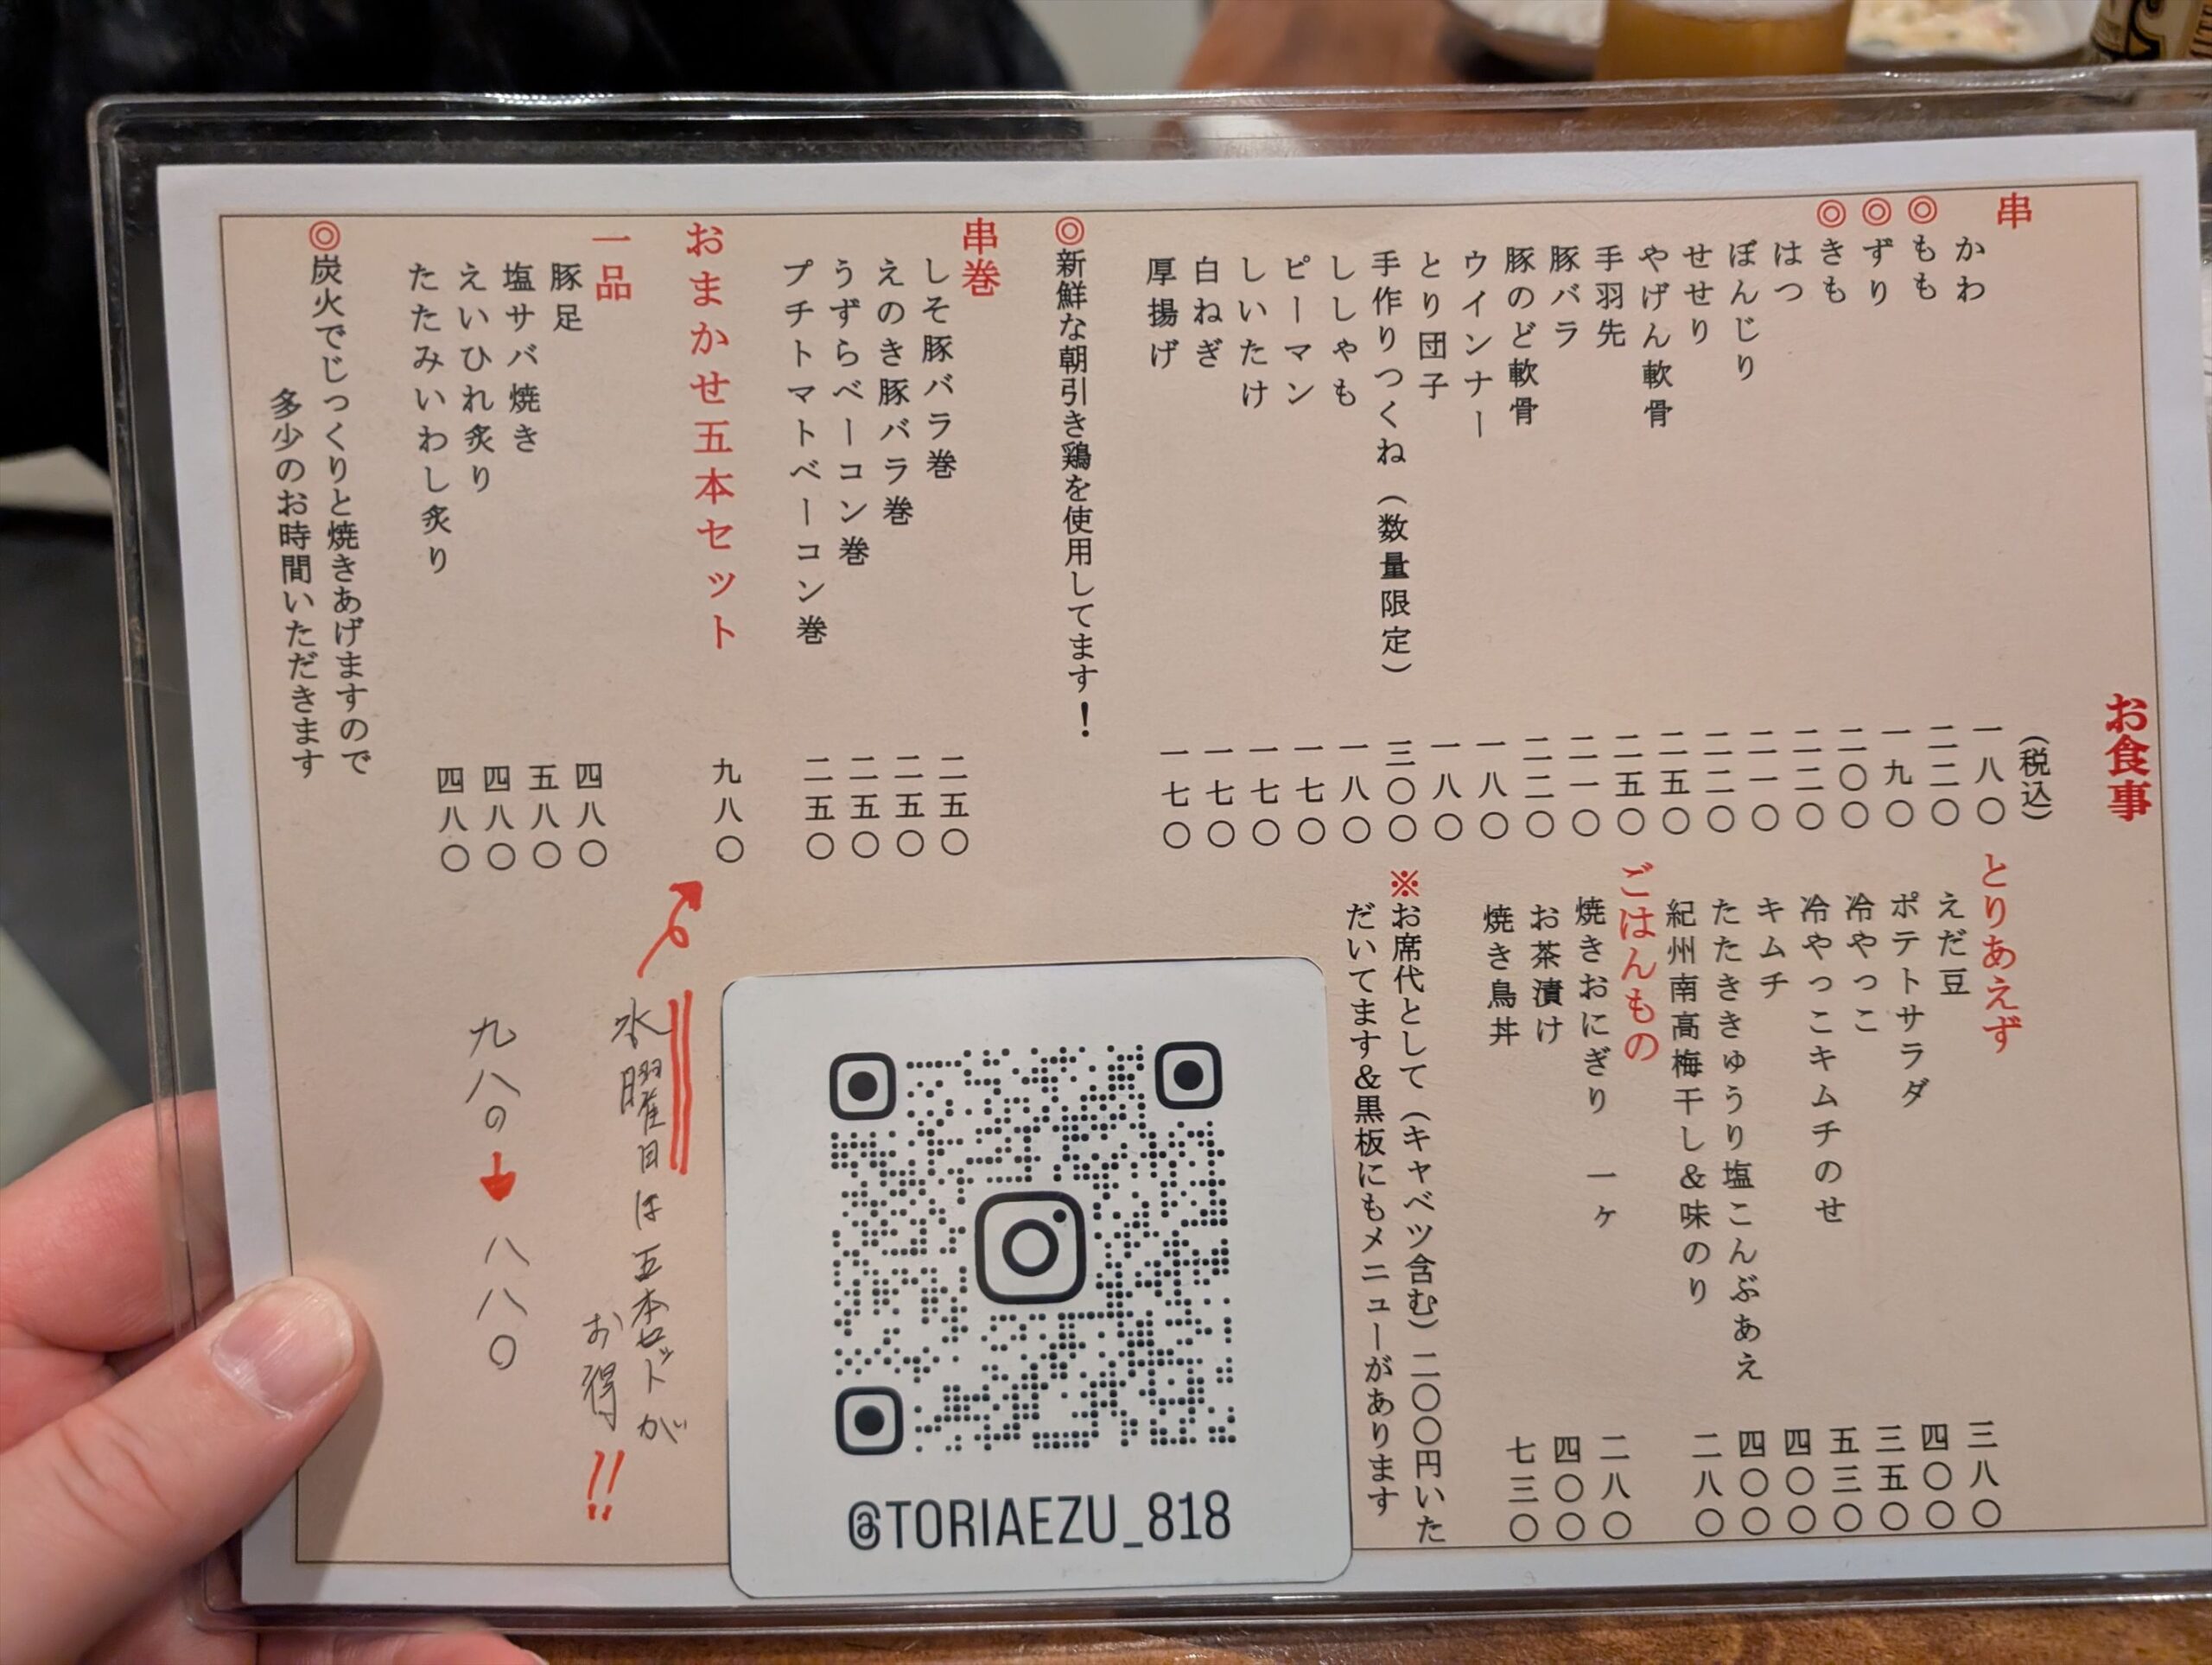 お食事
串
(税込)
かわ 一八〇
◎もも 二二〇
◎ずり 一九〇
◎きも 二〇〇
はつ 二二〇
ぼんじり 二一〇
せせり 二二〇
やげん軟骨 二五〇
手羽先 二五〇
豚バラ 二一〇
豚のど軟骨 二二〇
ウインナー 一八〇
とり団子 一八〇
手作りつくね(数量限定) 三〇〇
ししゃも 一八〇
ピーマン 一七〇
しいたけ 一七〇
白ねぎ 一七〇
厚揚げ 一七〇
◎新鮮な朝引き鶏を使用してます!
串巻
しそ豚バラ巻 二五〇
えのき豚バラ巻 二五〇
うずらベーコン巻 二五〇
プチトマトベーコン巻 二五〇
おまかせ五本セット 九八〇
一品
豚足 四八〇
塩サバ焼き 五八〇
えいひれ炙り 四八〇
たたみいわし炙り 四八〇
◎炭火でじっくりと焼きあげますので
多少のお時間いただきます
とりあえず
えだ豆 三八〇
ポテトサラダ 四〇〇
冷やっこ 三五〇
冷やっこキムチのせ 五三〇
キムチ 四〇〇
たたききゅうり塩こんぶあえ 四〇〇
紀州南高梅干し&味のり 二八〇
ごはんもの
焼きおにぎり 一ヶ 二八〇
お茶漬け 四〇〇
焼き鳥丼 七三〇
※お席代として(キャベツ含む)二〇〇円いた
だいてます&黒板にもメニューがあります
@TORIAEZU_818
水曜日は五本セットが
お得!!
九八〇→八八〇